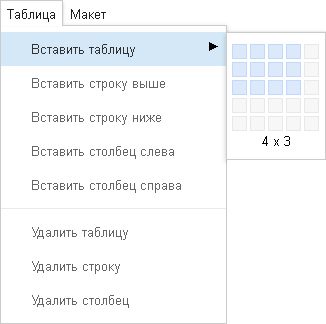 Таблица Макет
Вставить таблицу
Вставить строку выше
Вставить строку ниже
Вставить столбец слева
Вставить столбец справа
Удалить таблицу
Удалить строку
Удалить столбец
4 x 3